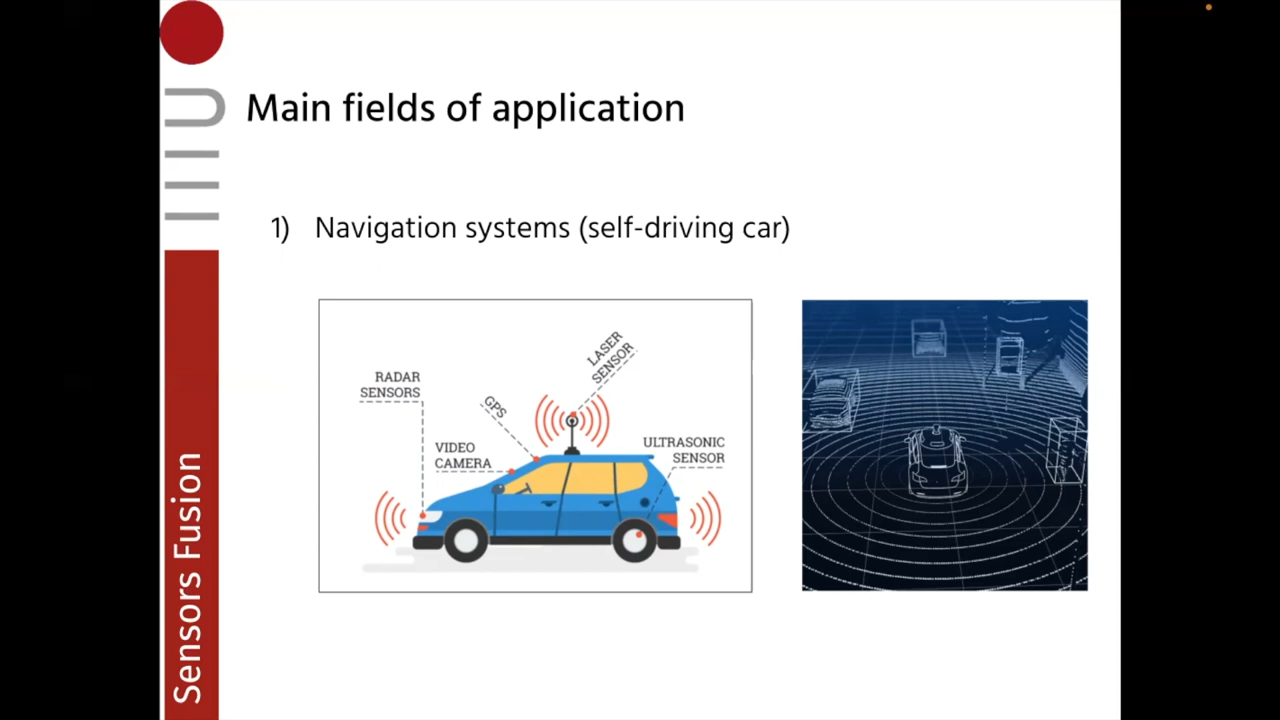 Main fields of application
1) Navigation systems (self-driving car)
RADAR
SENSORS
GPS
LASER
SENSOR
VIDEO
CAMERA
ULTRASONIC
SENSOR
Sensors Fusion